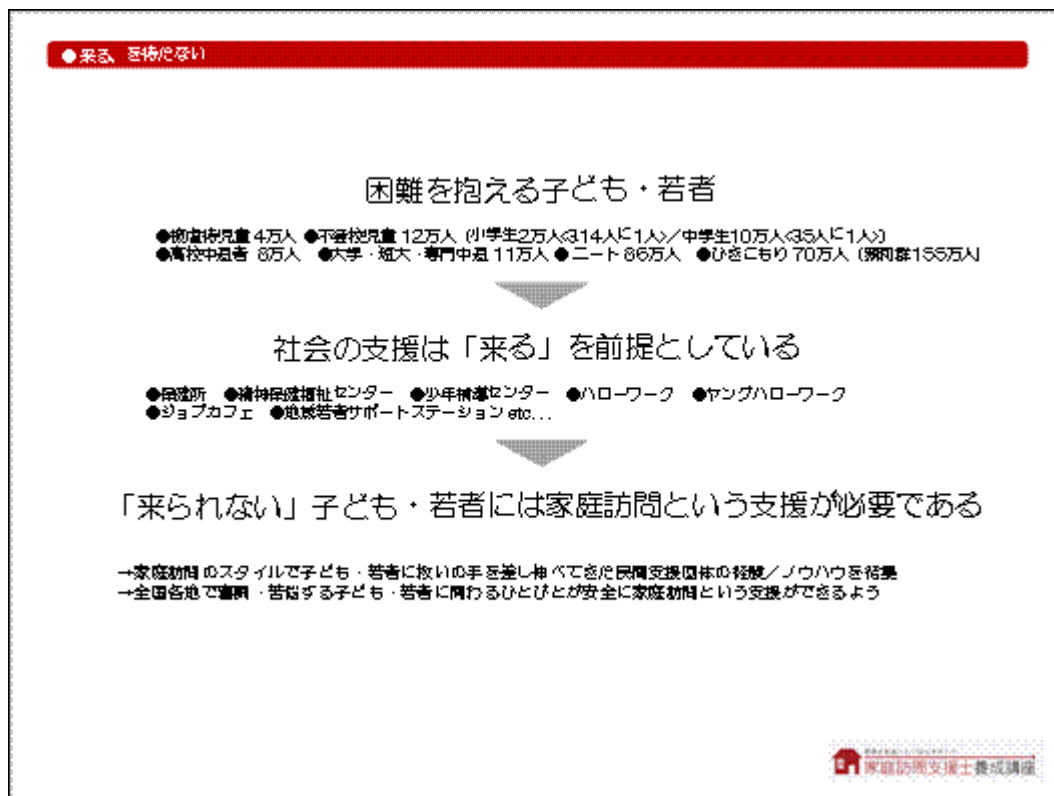 ●来る、を待たない
困難を抱える子ども・若者
●被虐待児童 4万人 ●不登校児童 12万人 (小学生2万人<314人に1人>/中学生10万人<35人に1人>)
●高校中退者 8万人 ●大学・短大・専門中退 11万人 ●ニート 86万人 ●ひきこもり 70万人 (親和群155万人)
社会の支援は「来る」を前提としている
●保健所 ●精神保健福祉センター ●少年補導センター ●ハローワーク ●ヤングハローワーク
●ジョブカフェ ●地域若者サポートステーション etc...
「来られない」子ども・若者には家庭訪問という支援が必要である
→家庭訪問のスタイルで子ども・若者に救いの手を差し伸べてきた民間支援団体の経験/ノウハウを結集
→全国各地で奮闘・苦悩する子ども・若者に関わるひとびとが安全に家庭訪問という支援ができるよう
家庭訪問支援士養成講座